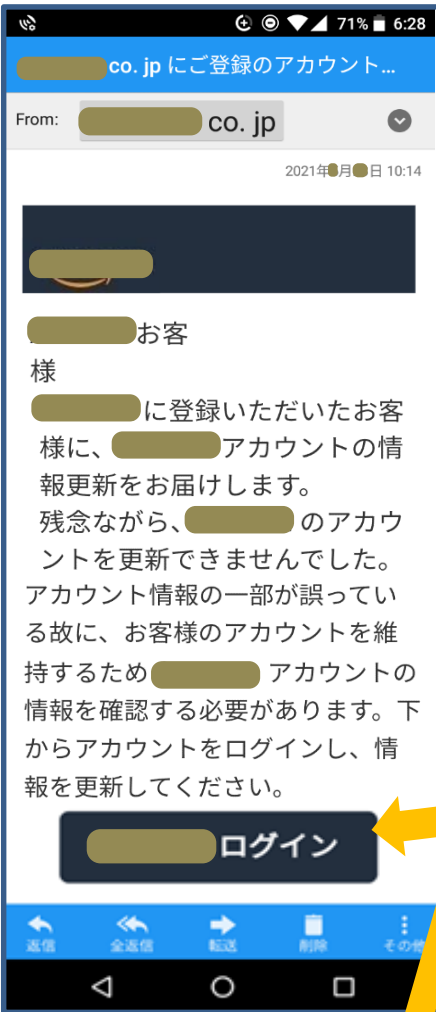 71% 6:28
co. jp にご登録のアカウント...
From: co. jp
2021年 月 日 10:14
お客
様
に登録いただいたお客
様に、 アカウントの情
報更新をお届けします。
残念ながら、 のアカウ
ントを更新できませんでした。
アカウント情報の一部が誤ってい
る故に、お客様のアカウントを維
持するため アカウントの
情報を確認する必要があります。下
からアカウントをログインし、情
報を更新してください。
ログイン
返信 全返信 転送 削除 その他